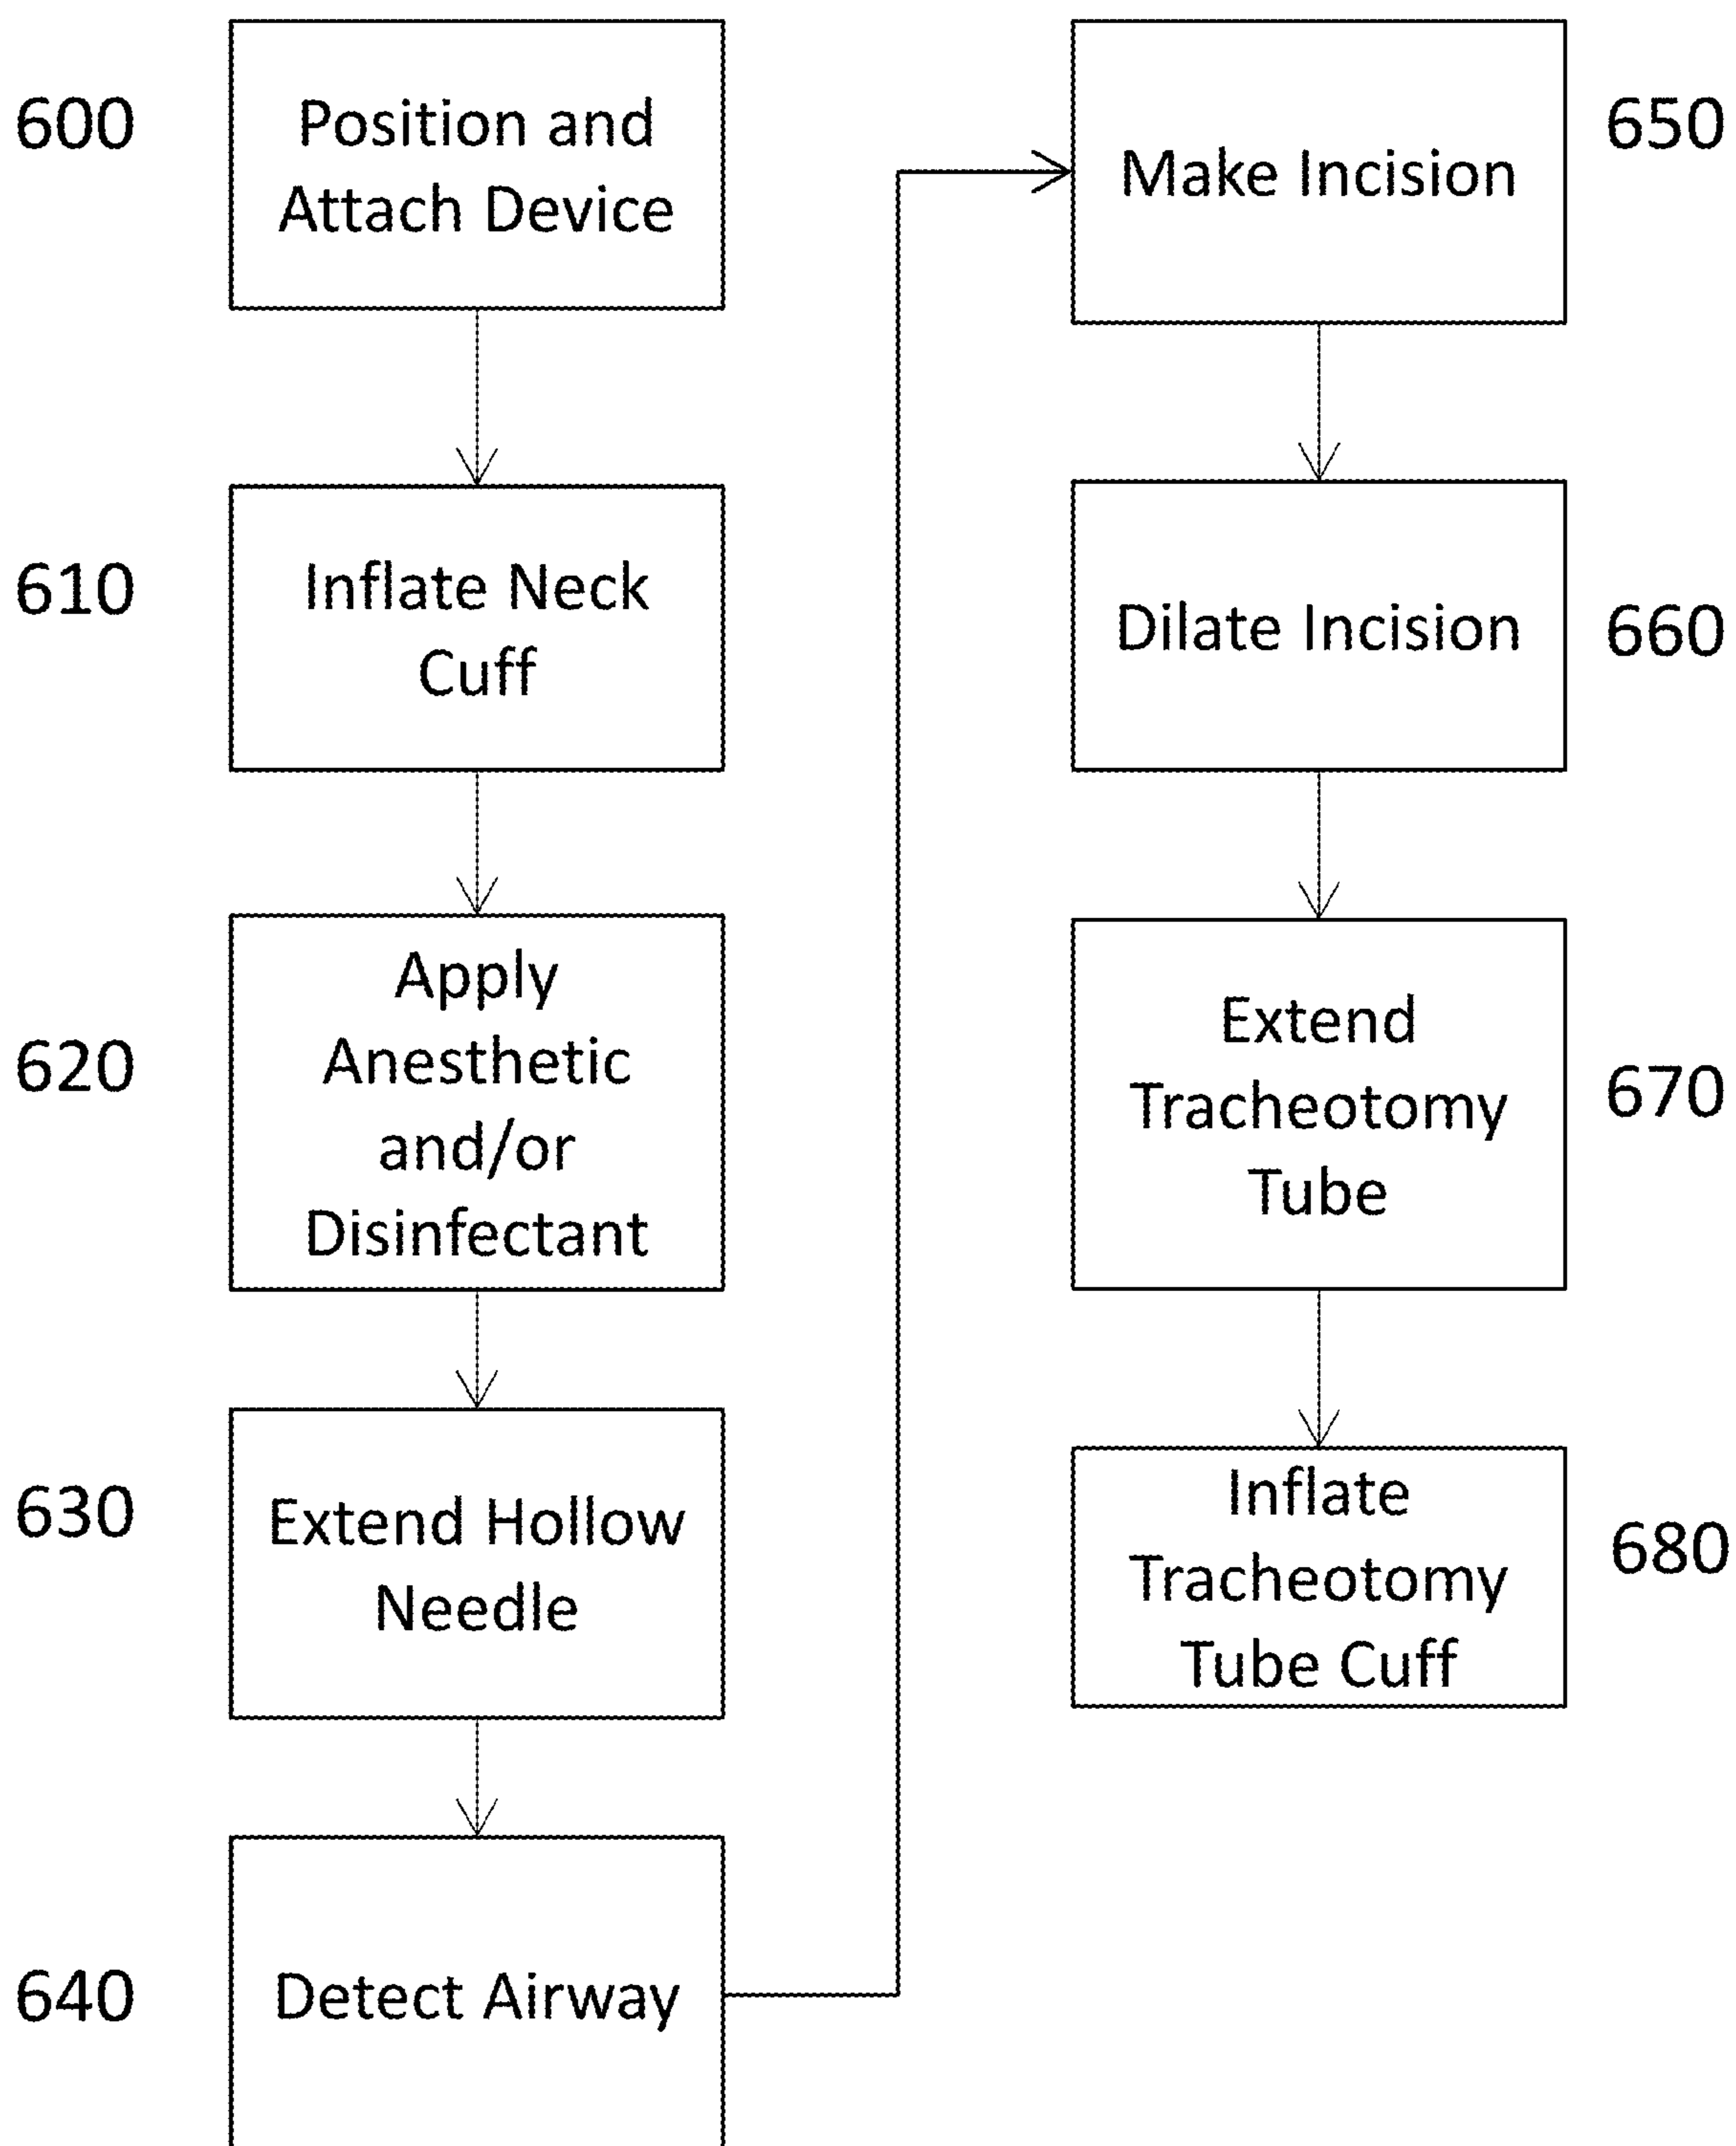 600
Position and
Attach Device
610
Inflate Neck
Cuff
620
Apply
Anesthetic
and/or
Disinfectant
630
Extend Hollow
Needle
640
Detect Airway
650
Make Incision
660
Dilate Incision
670
Extend
Tracheotomy
Tube
680
Inflate
Tracheotomy
Tube Cuff